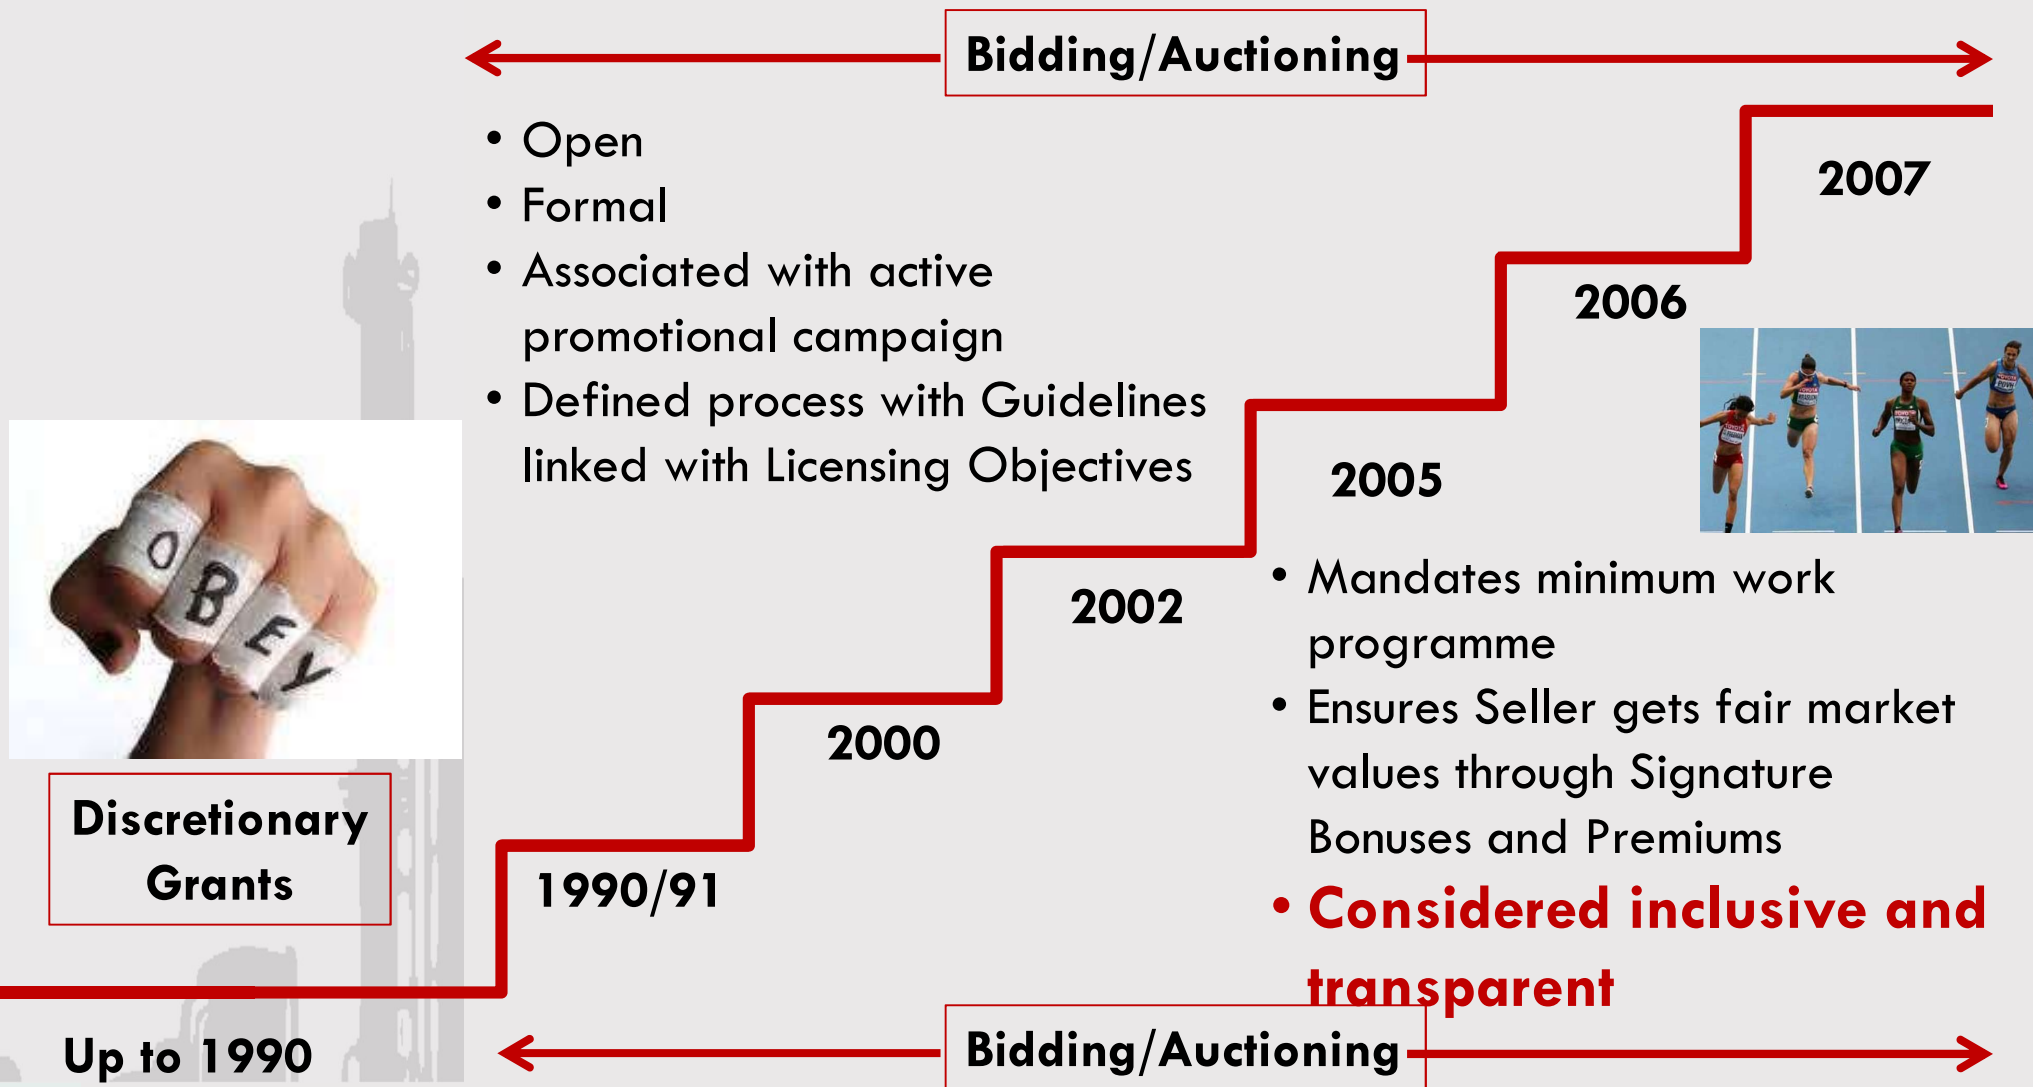 Bidding/Auctioning
• Open
• Formal
• Associated with active
promotional campaign
• Defined process with Guidelines
linked with Licensing Objectives
2007
2006
2005
2002
2000
1990/91
O
B
E
Y
Discretionary
Grants
Up to 1990
• Mandates minimum work
programme
• Ensures Seller gets fair market
values through Signature
Bonuses and Premiums
• Considered inclusive and
transparent
Bidding/Auctioning